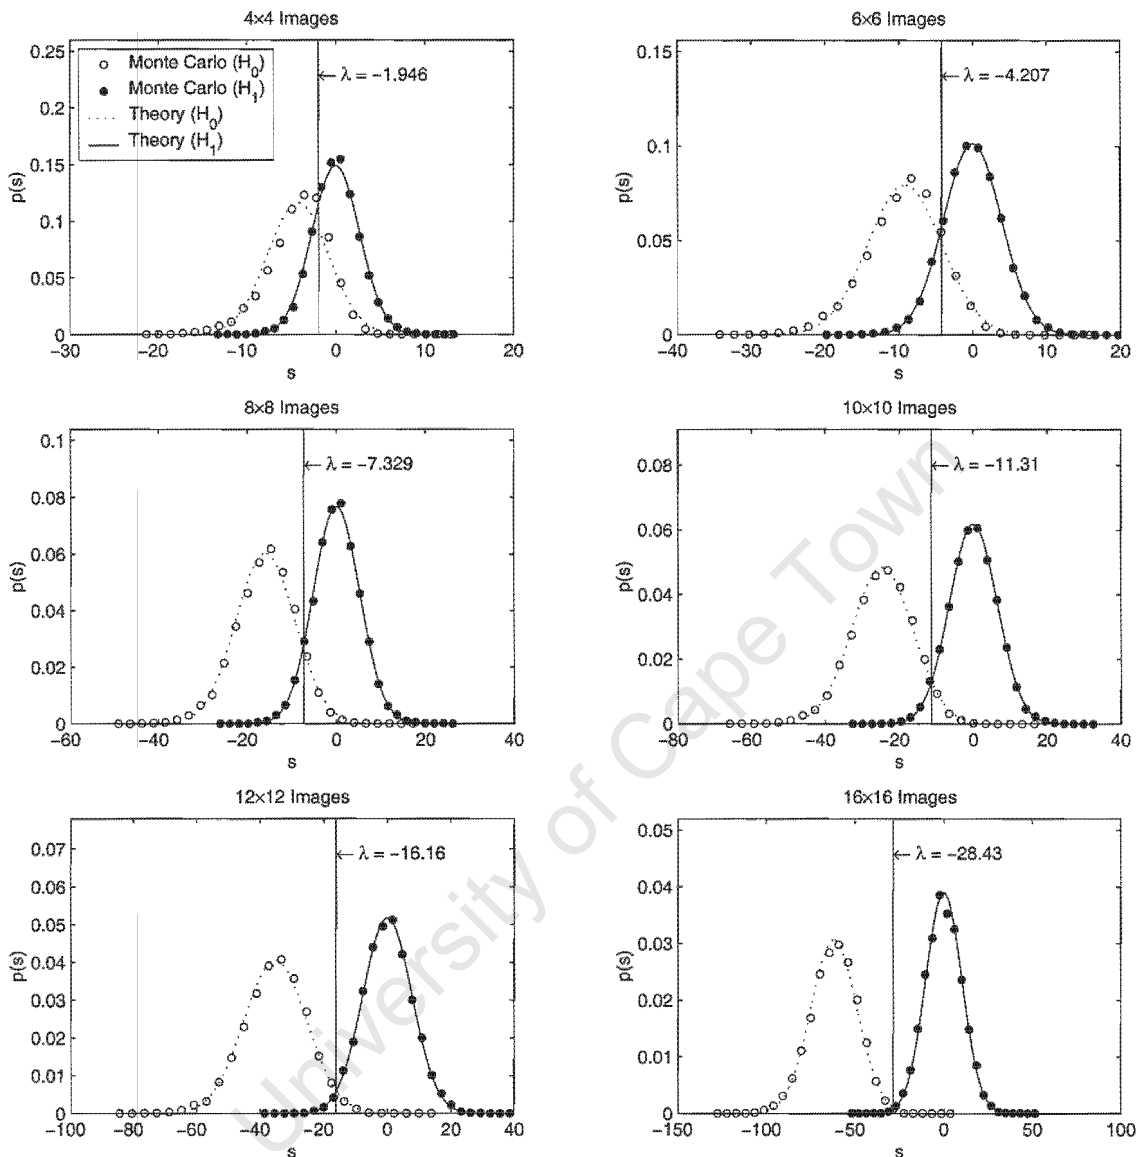 4×4 Images
0.25
0.2
0.15
0.1
0.05
0
p(s)
Monte Carlo (H0)
Monte Carlo (H1)
Theory (H0)
Theory (H1)
← λ = −1.946
−30 −20 −10 0 10 20
s
6×6 Images
0.15
0.1
0.05
0
p(s)
← λ = −4.207
−40 −30 −20 −10 0 10 20
s
8×8 Images
0.1
0.08
0.06
0.04
0.02
0
p(s)
← λ = −7.329
−60 −40 −20 0 20 40
s
10×10 Images
0.08
0.06
0.04
0.02
0
p(s)
← λ = −11.31
−80 −60 −40 −20 0 20 40
s
12×12 Images
0.07
0.06
0.05
0.04
0.03
0.02
0.01
0
p(s)
← λ = −16.16
−100 −80 −60 −40 −20 0 20 40
s
16×16 Images
0.05
0.04
0.03
0.02
0.01
0
p(s)
← λ = −28.43
−150 −100 −50 0 50 100
s
University of Cape Town